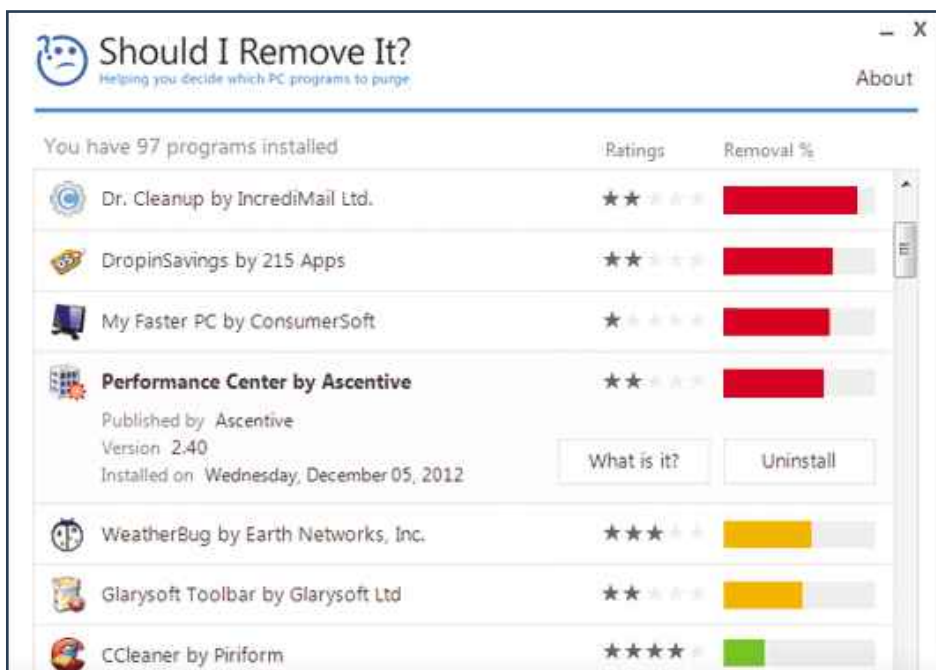 Should I Remove It?
Helping you decide which PC programs to purge
_ X
About
You have 97 programs installed
Ratings
Removal %
Dr. Cleanup by IncrediMail Ltd.
DropinSavings by 215 Apps
My Faster PC by ConsumerSoft
Performance Center by Ascentive
Published by Ascentive
Version 2.40
Installed on Wednesday, December 05, 2012
What is it?
Uninstall
WeatherBug by Earth Networks, Inc.
Glarysoft Toolbar by Glarysoft Ltd
CCleaner by Piriform